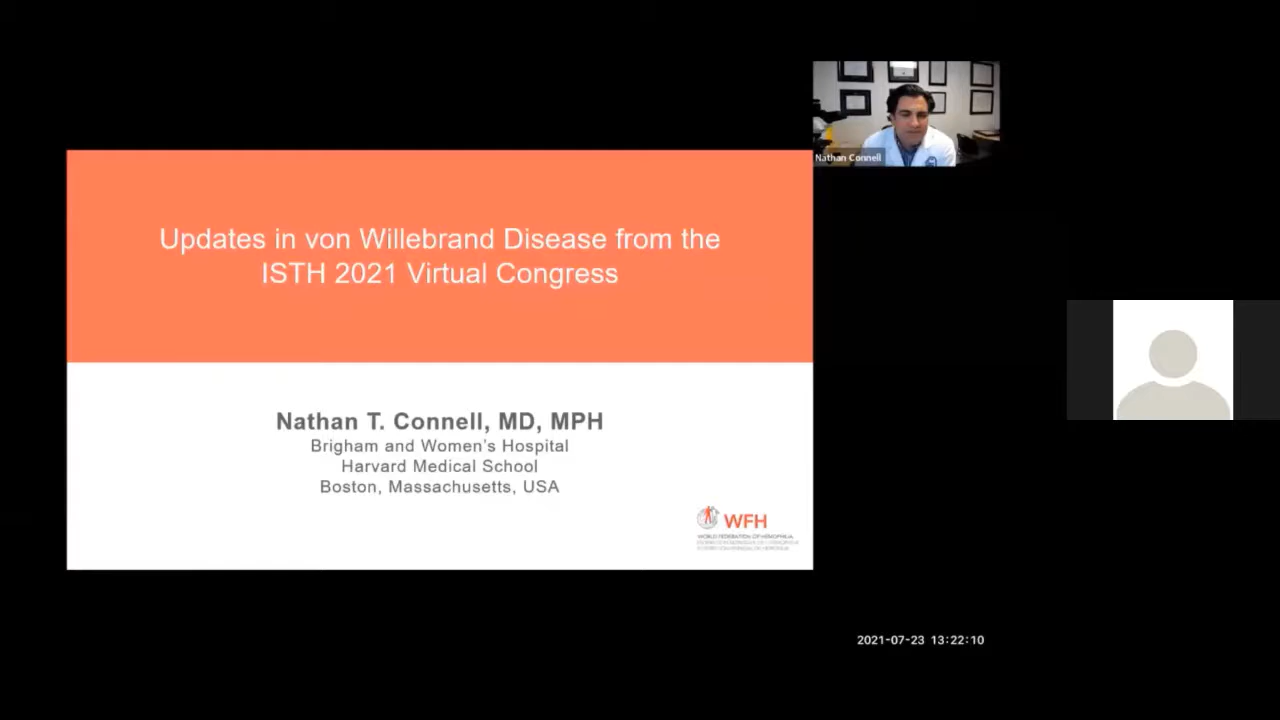 Nathan Connell
Updates in von Willebrand Disease from the
ISTH 2021 Virtual Congress
Nathan T. Connell, MD, MPH
Brigham and Women's Hospital
Harvard Medical School
Boston, Massachusetts, USA
WFH
WORLD FEDERATION OF HEMOPHILIA
2021-07-23 13:22:10